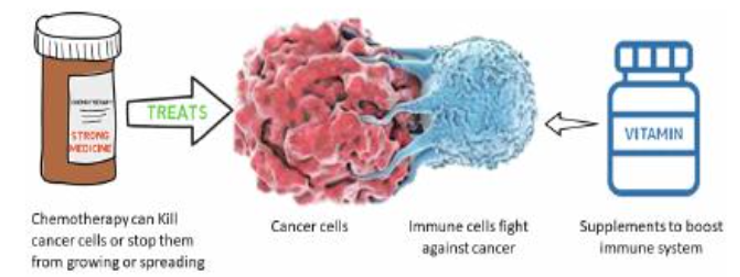 CHEMOTHERAPY
STRONG
MEDICINE
TREATS
VITAMIN
Chemotherapy can Kill
cancer cells or stop them
from growing or spreading
Cancer cells
Immune cells fight
against cancer
Supplements to boost
immune system